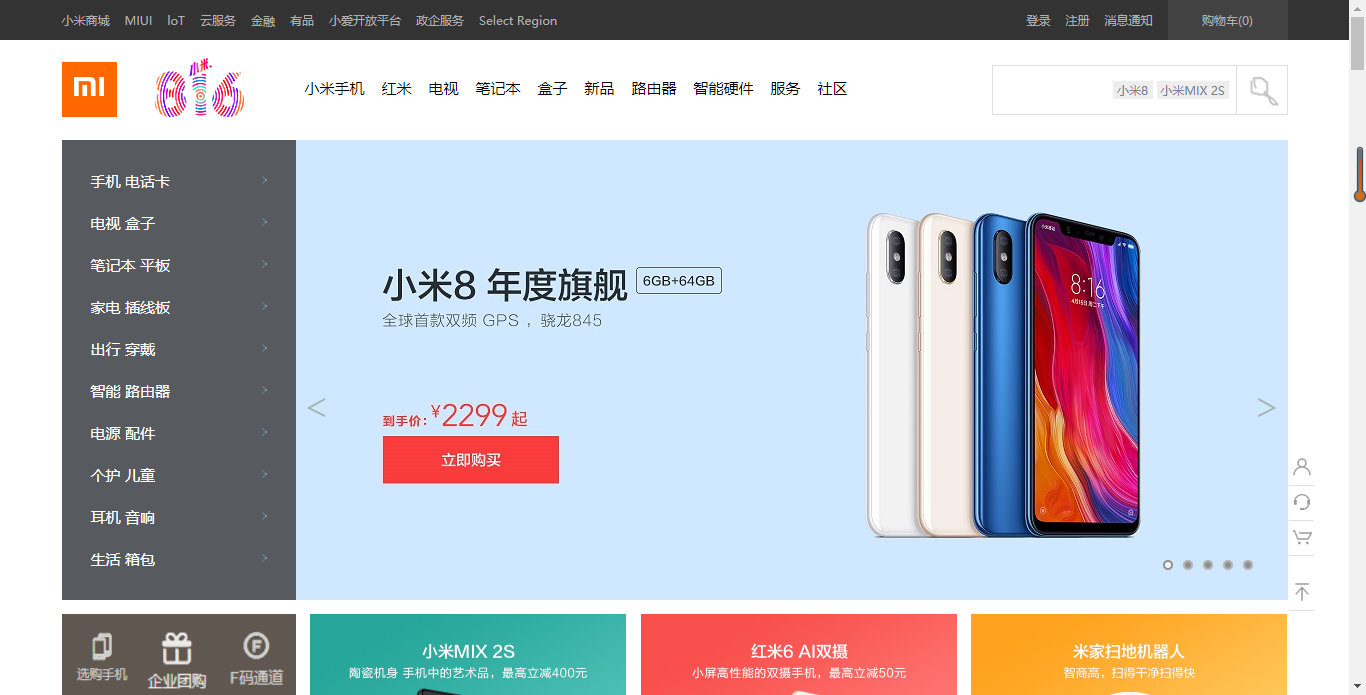 小米商城 MIUI IoT 云服务 金融 有品 小爱开放平台 政企服务 Select Region 登录 注册 消息通知 购物车(0)
mi 小米 816 小米手机 红米 电视 笔记本 盒子 新品 路由器 智能硬件 服务 社区 小米8 小米MIX 2S
手机 电话卡 >
电视 盒子 >
笔记本 平板 >
家电 插线板 >
出行 穿戴 >
智能 路由器 >
电源 配件 >
个护 儿童 >
耳机 音响 >
生活 箱包 >
小米8 年度旗舰 6GB+64GB
全球首款双频 GPS ，骁龙845
到手价：¥2299 起
立即购买
< >
8:16
选购手机 企业团购 F码通道
小米MIX 2S
陶瓷机身 手机中的艺术品，最高立减400元
红米6 AI双摄
小屏高性能的双摄手机，最高立减50元
米家扫地机器人
智商高，扫得干净扫得快